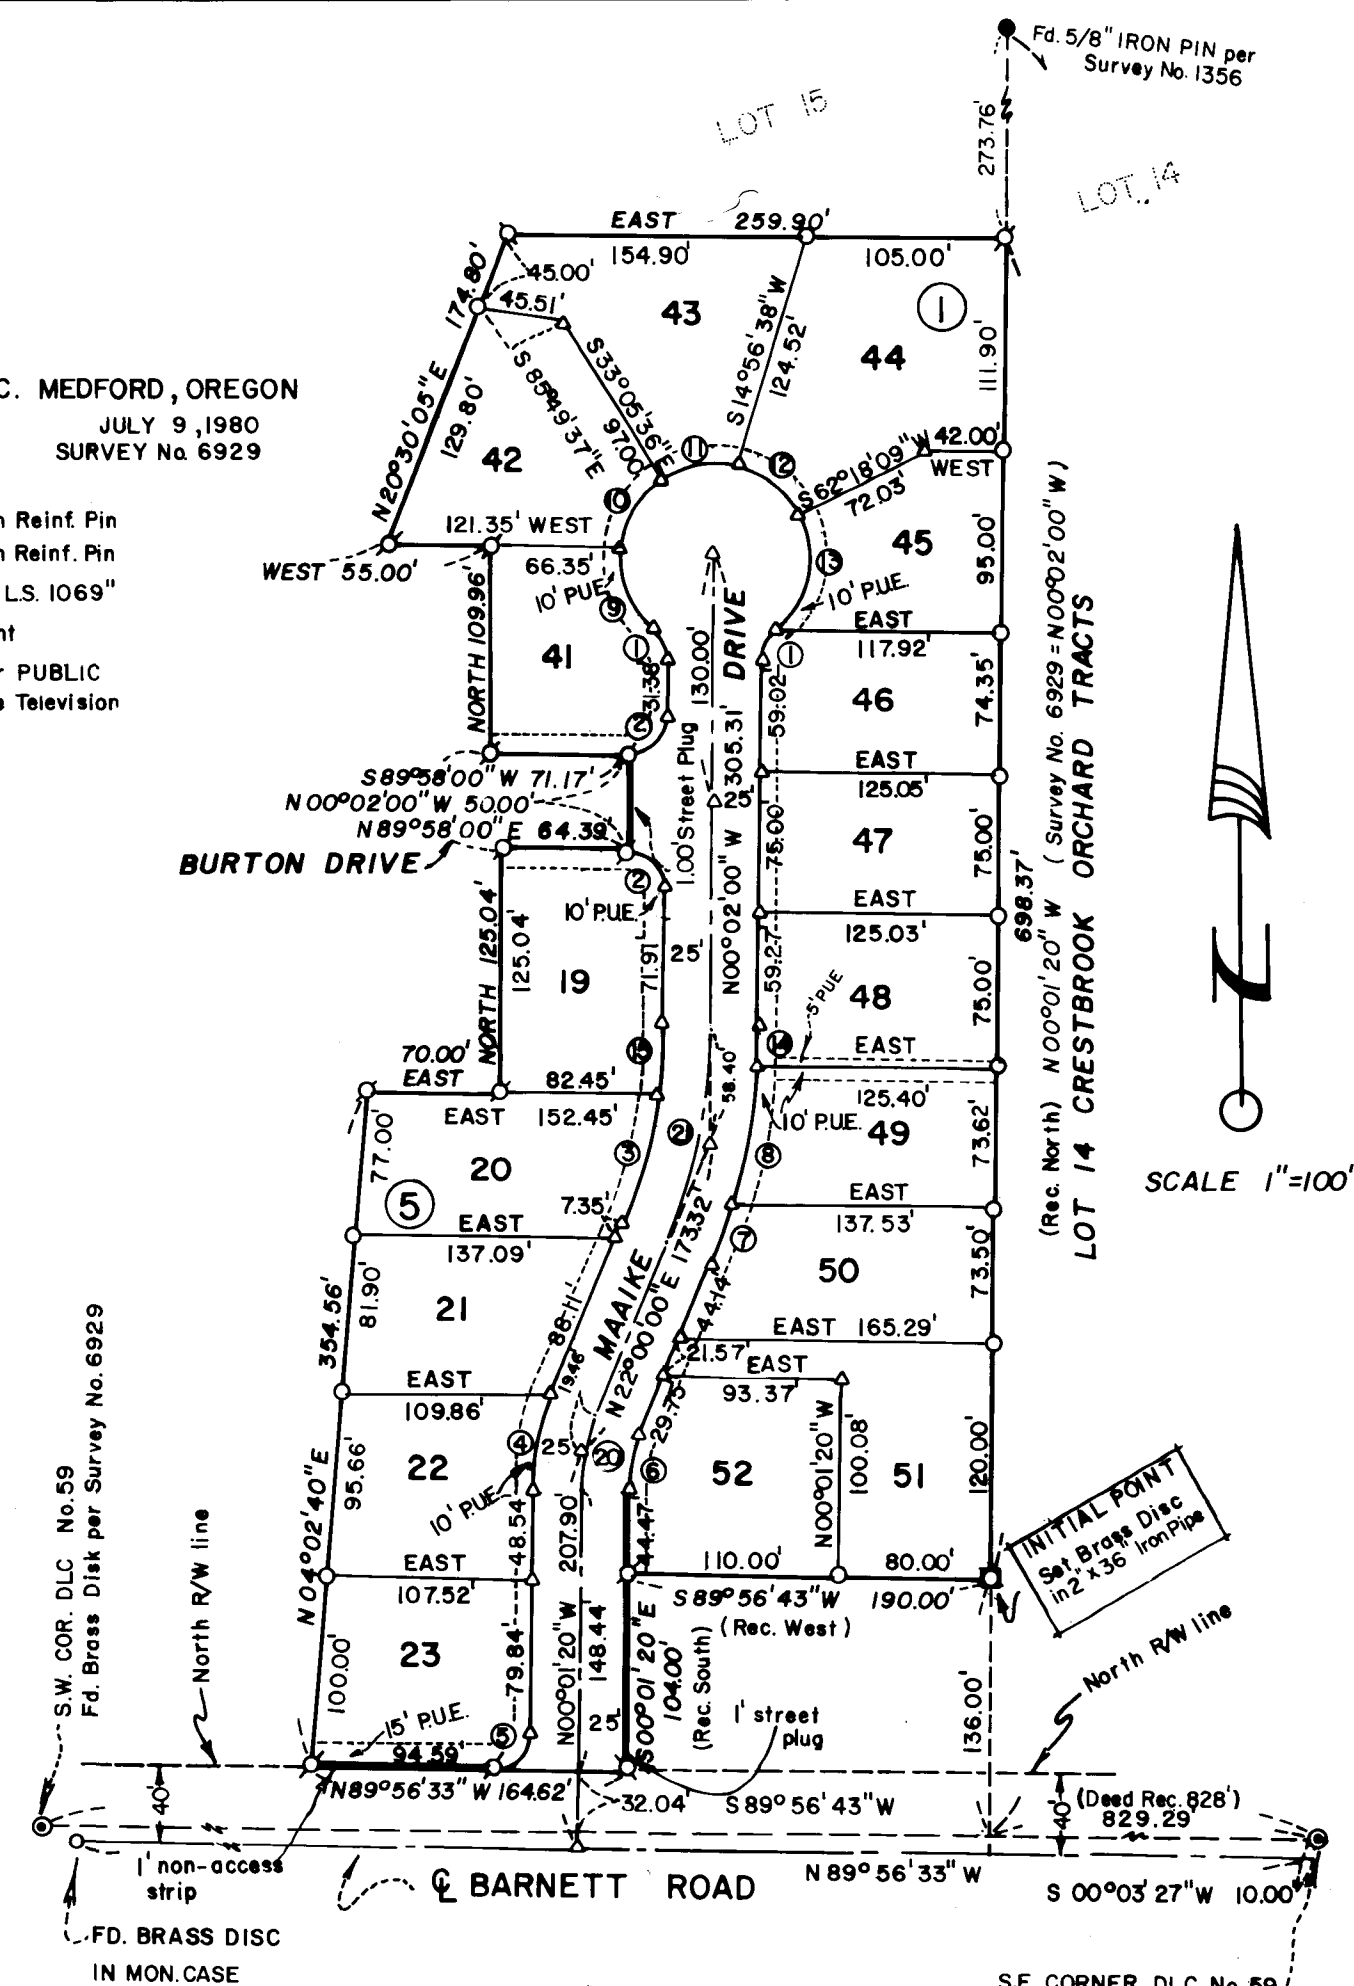 Fd. 5/8" IRON PIN per
Survey No. 1356
LOT 15
273.76'
LOT 14
EAST 259.90'
154.90'
105.00'
174.80'
45.00'
45.51'
43
1
S14°56'38"W
124.52'
44
111.90'
C. MEDFORD, OREGON
JULY 9, 1980
SURVEY No. 6929
N20°30'05"E
129.80'
S 85°49'37"E
S33°05'36"E
97.00'
42
11
12
S62°18'09"W
72.03'
42.00'
WEST
10
n Reinf. Pin
n Reinf. Pin
L.S. 1069"
nt
r PUBLIC
e Television
121.35' WEST
WEST 55.00'
66.35'
10' P.U.E.
9
45
95.00'
13
10' P.U.E.
NORTH 109.96'
41
1
31.38
2
130.00'
DRIVE
EAST
117.92'
1
59.02
46
74.35'
S89°58'00"W 71.17'
N00°02'00"W 50.00'
N89°58'00"E 64.39'
BURTON DRIVE
1.00' Street Plug
305.31'
25'
EAST
125.05'
75.00
47
75.00'
N00°02'00"W
2
10' P.U.E.
EAST
125.03'
NORTH 125.04'
125.04'
19
71.91
25'
59.27
48
5' PUE
75.00'
698.37'
(Rec. North) N00°01'20"W (Survey No. 6929=N00°02'00"W)
LOT 14 CRESTBROOK ORCHARD TRACTS
SCALE 1"=100'
15
14
58.40'
EAST
125.40'
70.00'
EAST
82.45'
EAST 152.45'
10' P.U.E.
49
73.62'
77.00'
20
3
21
8
5
7.35'
EAST
137.09'
EAST
137.53'
7
173.32'
50
73.50'
354.56'
81.90'
21
88.11'
19.46'
MAAIKE
N22°00'00"E
44.14'
EAST 165.29'
21.57'
EAST
93.37'
EAST
109.86'
29.75'
N04°02'40"E
95.66'
22
4
25'
20
6
10' P.U.E.
48.54'
207.90'
44.47
52
N00°01'20"W
100.08'
51
120.00'
INITIAL POINT
Set Brass Disc
in 2" x 36" Iron Pipe
110.00'
80.00'
EAST
107.52'
S89°56'43"W 190.00'
(Rec. West)
23
100.00'
79.84'
N00°01'20"W
148.44'
S00°01'20"E
104.00'
(Rec. South)
S.W. COR. DLC No. 59
Fd. Brass Disk per Survey No. 6929
North R/W line
North R/W line
15' P.U.E.
5
25'
1' street
plug
136.00'
94.59'
N89°56'33"W 164.62'
32.04'
S89°56'43"W
40'
40'
(Deed Rec. 828')
829.29'
1' non-access
strip
℄ BARNETT ROAD
N89°56'33"W
S 00°03'27"W 10.00'
FD. BRASS DISC
IN MON. CASE
S.E. CORNER DLC No. 59